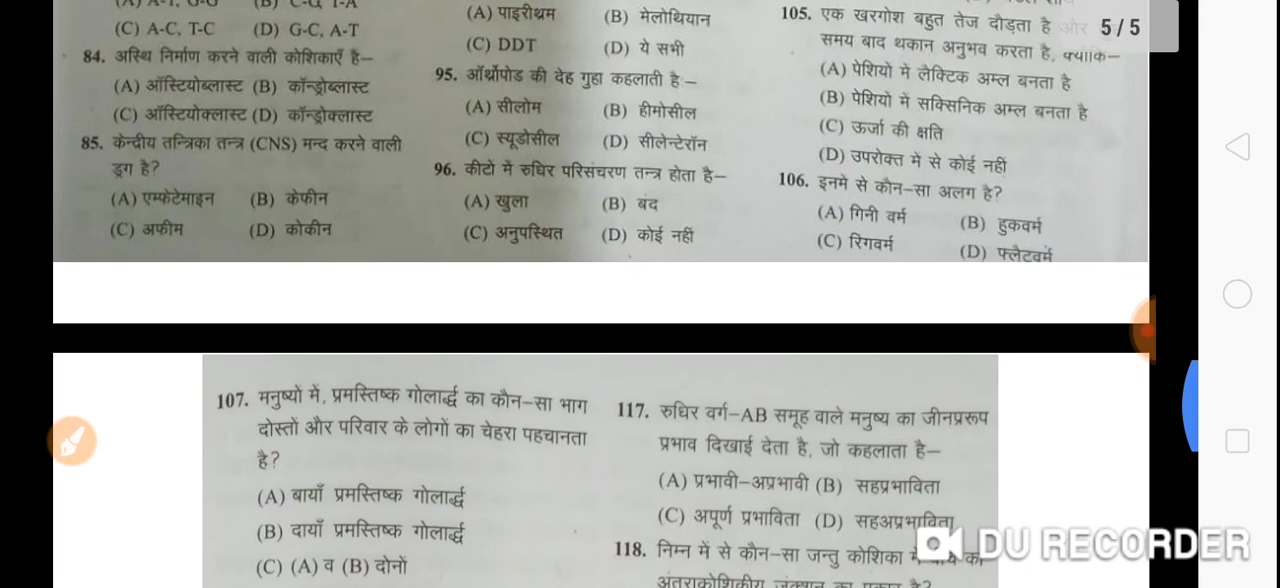 (A) A-T, G-G (B) C-G, T-A
(C) A-C, T-C (D) G-C, A-T
84. अस्थि निर्माण करने वाली कोशिकाएँ हैं—
(A) ऑस्टियोब्लास्ट (B) कॉन्ड्रोब्लास्ट
(C) ऑस्टियोक्लास्ट (D) कॉन्ड्रोक्लास्ट
85. केन्द्रीय तन्त्रिका तन्त्र (CNS) मन्द करने वाली
ड्रग है?
(A) एम्फेटेमाइन (B) केफीन
(C) अफीम (D) कोकीन
(A) पाइरीथ्रम (B) मेलोथियान
(C) DDT (D) ये सभी
95. ऑर्थ्रोपोड की देह गुहा कहलाती है—
(A) सीलोम (B) हीमोसील
(C) स्यूडोसील (D) सीलेन्टेरॉन
96. कीटों में रुधिर परिसंचरण तन्त्र होता है—
(A) खुला (B) बंद
(C) अनुपस्थित (D) कोई नहीं
105. एक खरगोश बहुत तेज दौड़ता है और
समय बाद थकान अनुभव करता है, क्योंकि—
(A) पेशियों में लैक्टिक अम्ल बनता है
(B) पेशियों में सक्सिनिक अम्ल बनता है
(C) ऊर्जा की क्षति
(D) उपरोक्त में से कोई नहीं
106. इनमें से कौन-सा अलग है?
(A) गिनी वर्म (B) हुकवर्म
(C) रिंगवर्म (D) फ्लैटवर्म
5/5
107. मनुष्यों में, प्रमस्तिष्क गोलार्द्ध का कौन-सा भाग
दोस्तों और परिवार के लोगों का चेहरा पहचानता
है?
(A) बायाँ प्रमस्तिष्क गोलार्द्ध
(B) दायाँ प्रमस्तिष्क गोलार्द्ध
(C) (A) व (B) दोनों
117. रुधिर वर्ग-AB समूह वाले मनुष्य का जीनप्ररूप
प्रभाव दिखाई देता है, जो कहलाता है—
(A) प्रभावी-अप्रभावी (B) सहप्रभाविता
(C) अपूर्ण प्रभाविता (D) सहअप्रभाविता
118. निम्न में से कौन-सा जन्तु कोशिका में
अंतराकोशिकीय जंक्शन का प्रकार है?
DU RECORDER